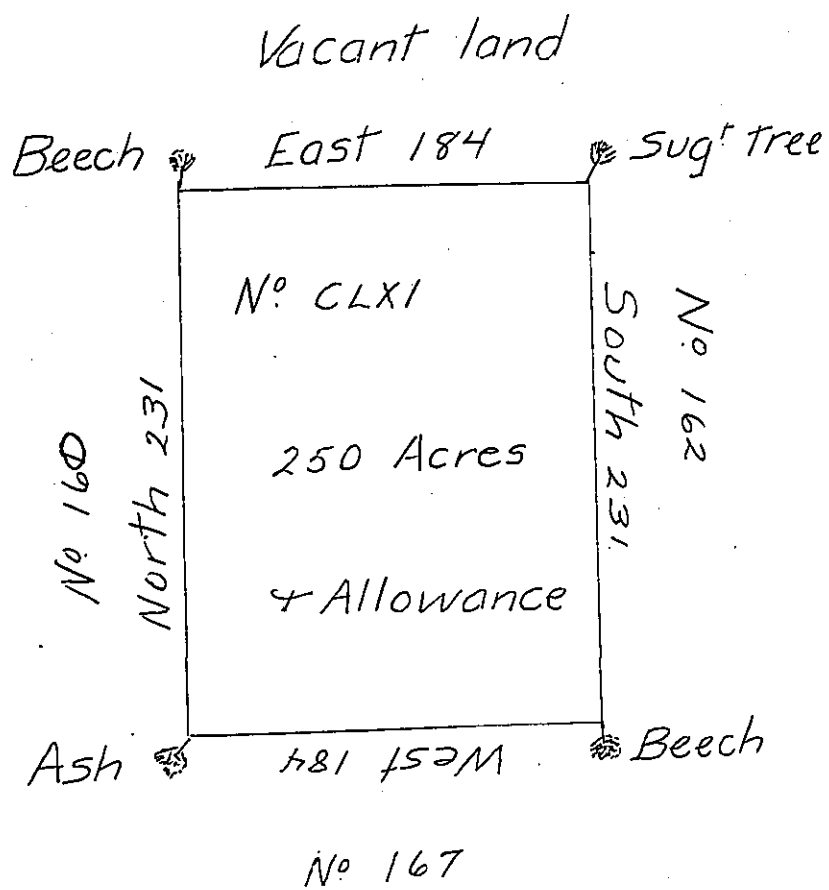 Vacant land
Beech East 184 Sugr Tree
No CLXI
South 231.
No 162
North 231
No 160
250 Acres
+ Allowance
Ash West 184 Beech
No 167